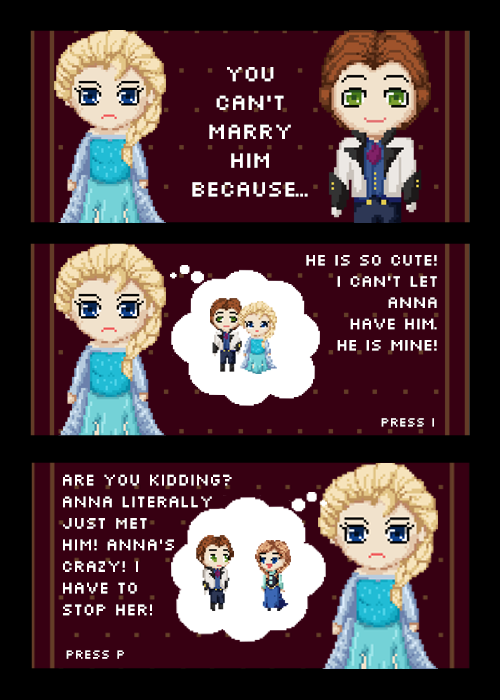 YOU
CAN'T
MARRY
HIM
BECAUSE...
HE IS SO CUTE!
I CAN'T LET
ANNA
HAVE HIM.
HE IS MINE!
PRESS I
ARE YOU KIDDING?
ANNA LITERALLY
JUST MET
HIM! ANNA'S
CRAZY! I
HAVE TO
STOP HER!
PRESS P